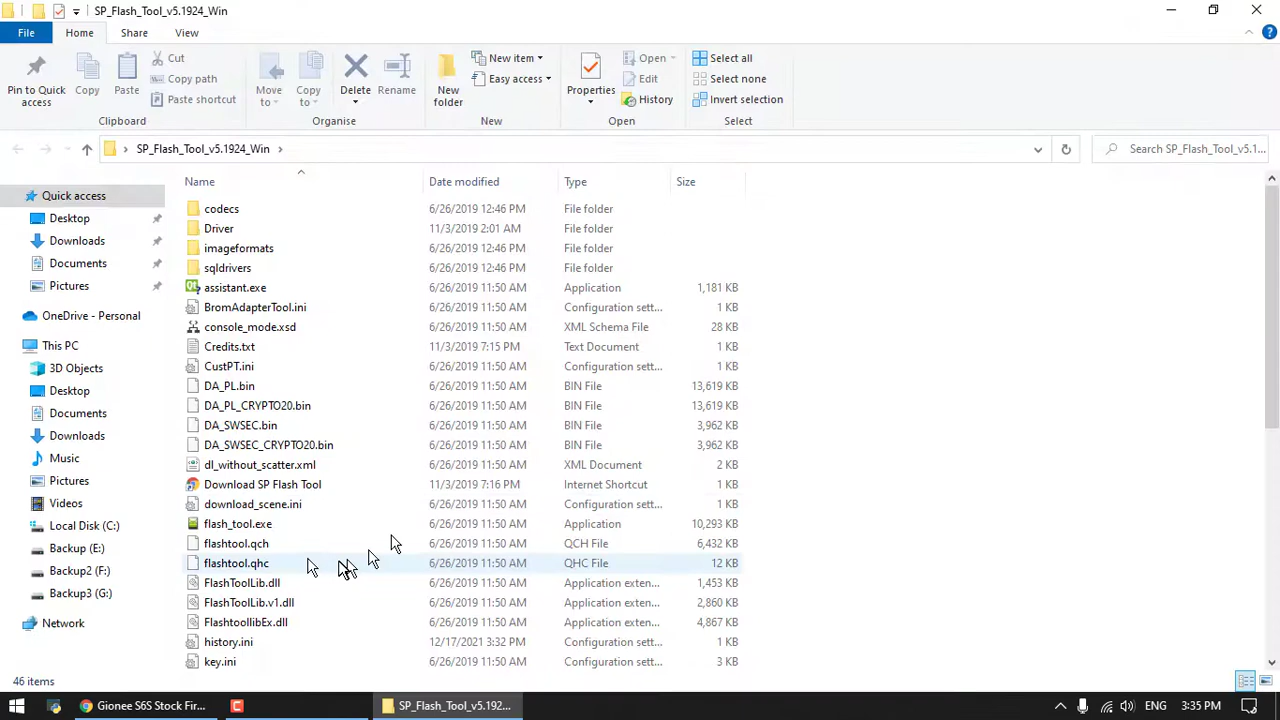 SP_Flash_Tool_v5.1924_Win
File Home Share View
Pin to Quick access
Copy
Paste
Cut
Copy path
Paste shortcut
Clipboard
Move to
Copy to
Delete
Rename
Organise
New folder
New item
Easy access
New
Properties
Open
Edit
History
Open
Select all
Select none
Invert selection
Select
SP_Flash_Tool_v5.1924_Win
Search SP_Flash_Tool_v5.1...
Name Date modified Type Size
Quick access
Desktop
Downloads
Documents
Pictures
OneDrive - Personal
This PC
3D Objects
Desktop
Documents
Downloads
Music
Pictures
Videos
Local Disk (C:)
Backup (E:)
Backup2 (F:)
Backup3 (G:)
Network
codecs 6/26/2019 12:46 PM File folder
Driver 11/3/2019 2:01 AM File folder
imageformats 6/26/2019 12:46 PM File folder
sqldrivers 6/26/2019 12:46 PM File folder
assistant.exe 6/26/2019 11:50 AM Application 1,181 KB
BromAdapterTool.ini 6/26/2019 11:50 AM Configuration sett... 1 KB
console_mode.xsd 6/26/2019 11:50 AM XML Schema File 28 KB
Credits.txt 11/3/2019 7:15 PM Text Document 1 KB
CustPT.ini 6/26/2019 11:50 AM Configuration sett... 1 KB
DA_PL.bin 6/26/2019 11:50 AM BIN File 13,619 KB
DA_PL_CRYPTO20.bin 6/26/2019 11:50 AM BIN File 13,619 KB
DA_SWSEC.bin 6/26/2019 11:50 AM BIN File 3,962 KB
DA_SWSEC_CRYPTO20.bin 6/26/2019 11:50 AM BIN File 3,962 KB
dl_without_scatter.xml 6/26/2019 11:50 AM XML Document 2 KB
Download SP Flash Tool 11/3/2019 7:16 PM Internet Shortcut 1 KB
download_scene.ini 6/26/2019 11:50 AM Configuration sett... 1 KB
flash_tool.exe 6/26/2019 11:50 AM Application 10,293 KB
flashtool.qch 6/26/2019 11:50 AM QCH File 6,432 KB
flashtool.qhc 6/26/2019 11:50 AM QHC File 12 KB
FlashToolLib.dll 6/26/2019 11:50 AM Application exten... 1,453 KB
FlashToolLib.v1.dll 6/26/2019 11:50 AM Application exten... 2,860 KB
FlashtoollibEx.dll 6/26/2019 11:50 AM Application exten... 4,867 KB
history.ini 12/17/2021 3:32 PM Configuration sett... 1 KB
key.ini 6/26/2019 11:50 AM Configuration sett... 3 KB
46 items
Gionee S6S Stock Fir...
SP_Flash_Tool_v5.192...
ENG 3:35 PM